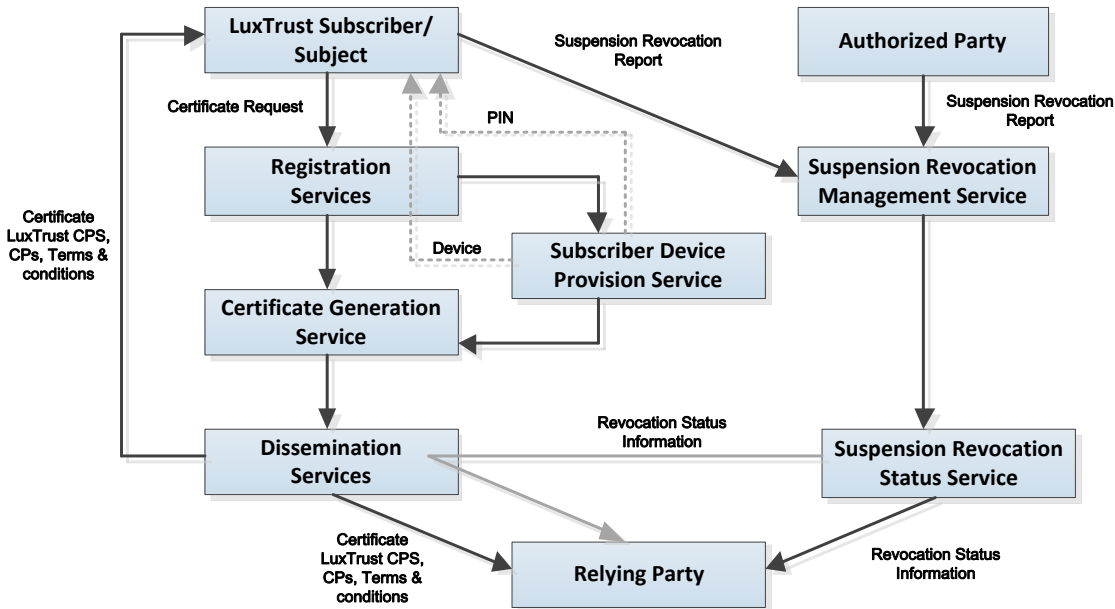 LuxTrust Subscriber/
Subject
Authorized Party
Suspension Revocation
Report
Certificate Request
Suspension Revocation
Report
PIN
Registration
Services
Suspension Revocation
Management Service
Certificate
LuxTrust CPS,
CPs, Terms &
conditions
Device
Subscriber Device
Provision Service
Certificate Generation
Service
Revocation Status
Information
Dissemination
Services
Suspension Revocation
Status Service
Certificate
LuxTrust CPS,
CPs, Terms &
conditions
Relying Party
Revocation Status
Information